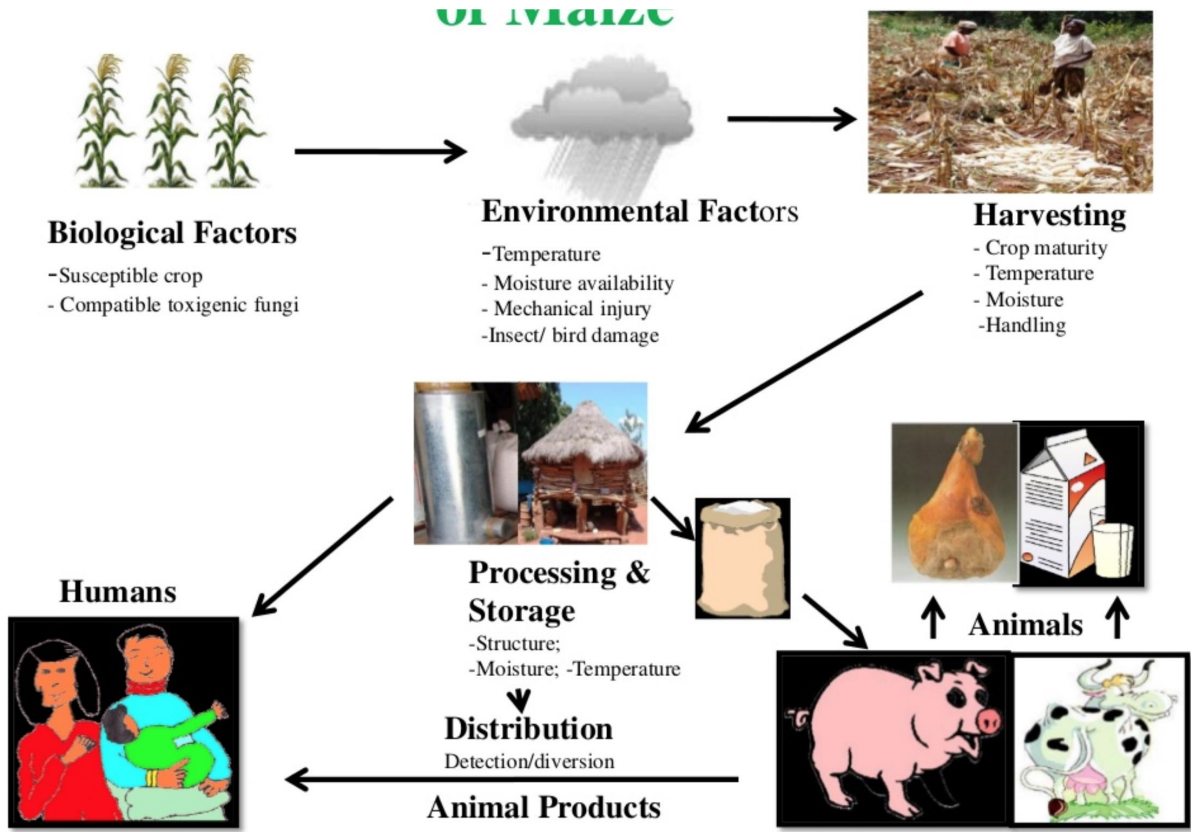 of Maize
Biological Factors
-Susceptible crop
- Compatible toxigenic fungi
Environmental Factors
-Temperature
- Moisture availability
- Mechanical injury
-Insect/ bird damage
Harvesting
- Crop maturity
- Temperature
- Moisture
-Handling
Processing &
Storage
-Structure;
-Moisture; -Temperature
Distribution
Detection/diversion
Animal Products
Humans
Animals